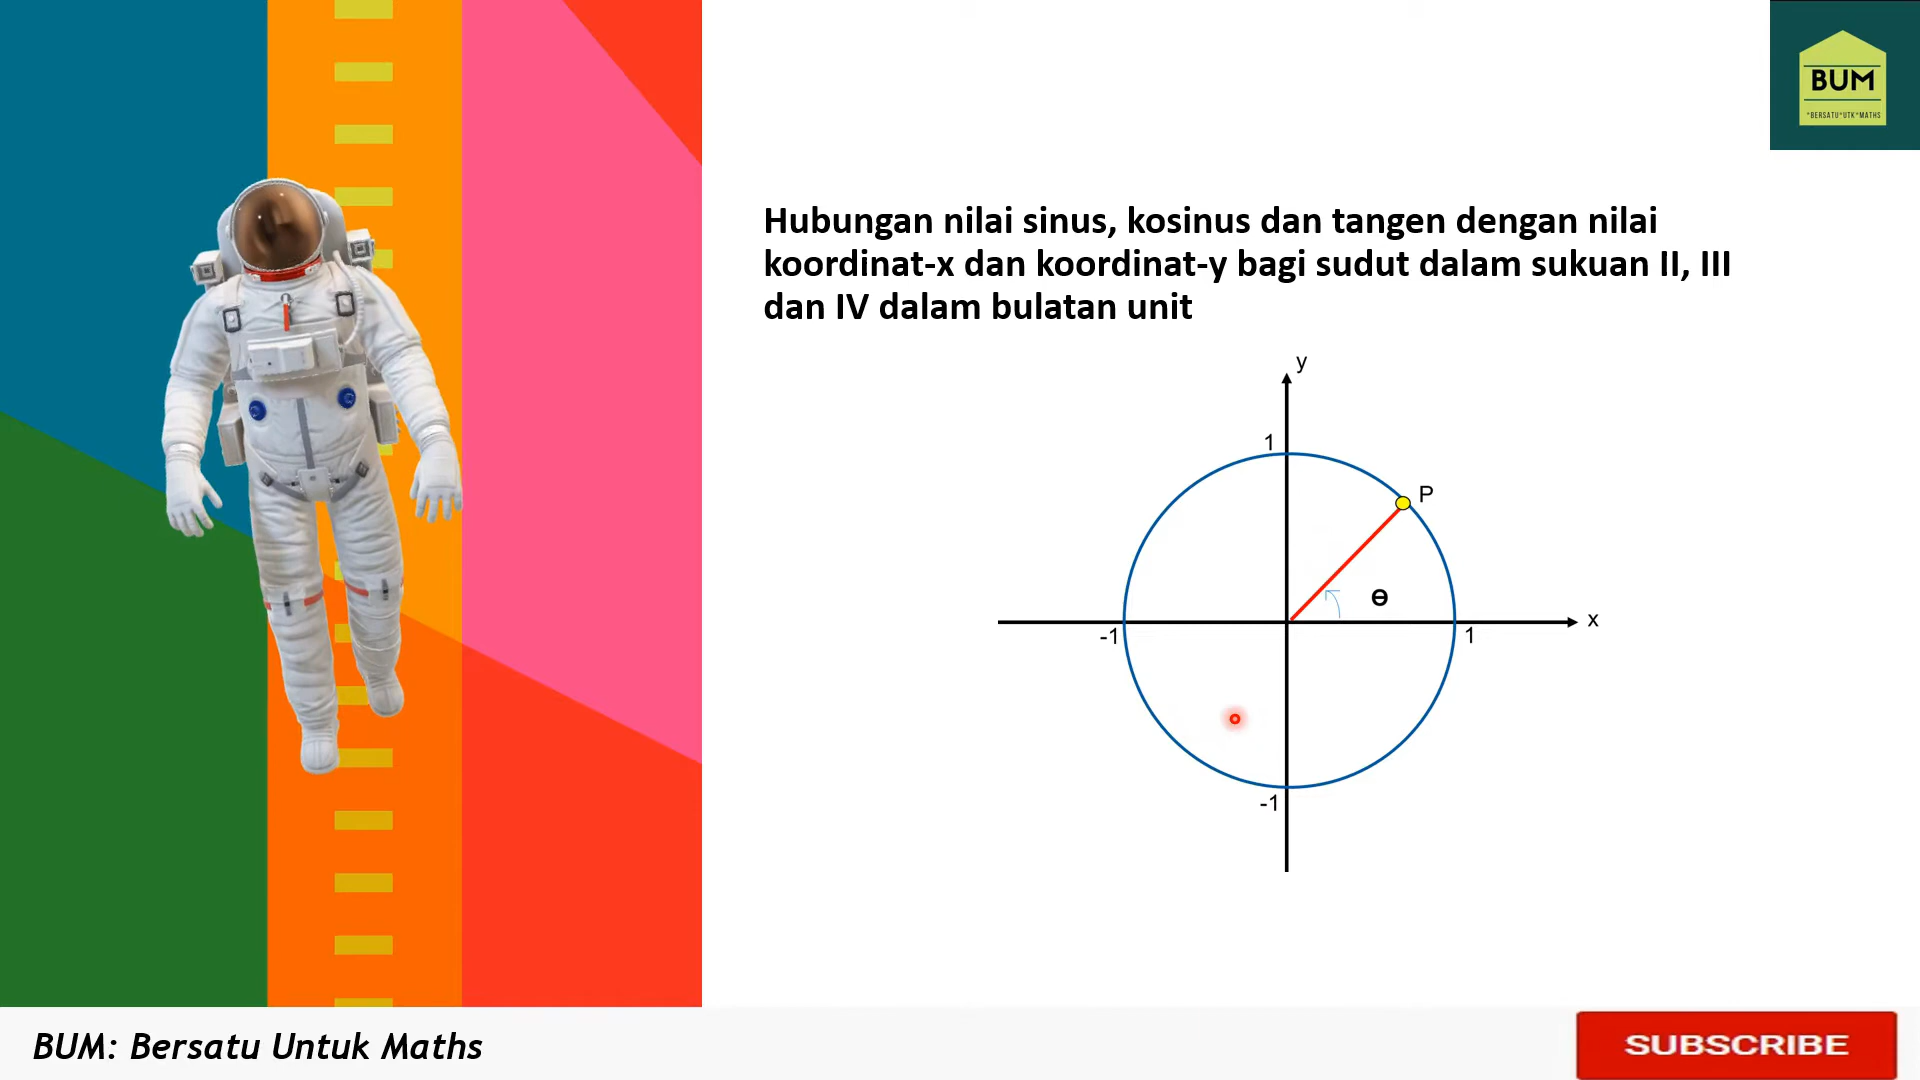 BUM
*BERSATU*UTK*MATHS
Hubungan nilai sinus, kosinus dan tangen dengan nilai
koordinat-x dan koordinat-y bagi sudut dalam sukuan II, III
dan IV dalam bulatan unit
y
1
P
ϴ
x
-1
1
-1
BUM: Bersatu Untuk Maths
SUBSCRIBE